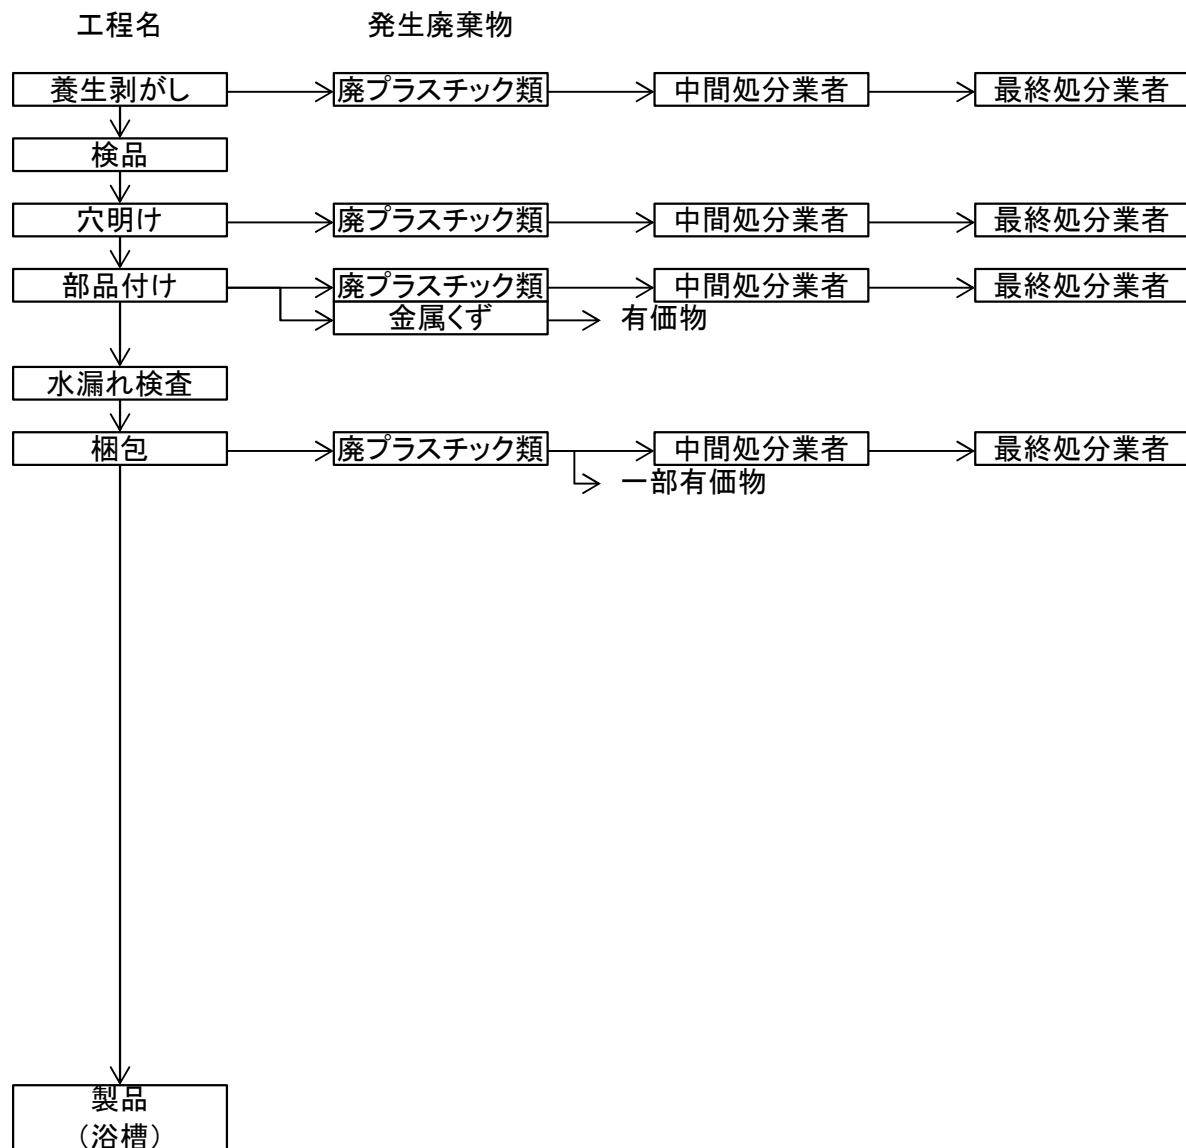 工程名 発生廃棄物
養生剥がし 廃プラスチック類 中間処分業者 最終処分業者
検品
穴明け 廃プラスチック類 中間処分業者 最終処分業者
部品付け 廃プラスチック類 中間処分業者 最終処分業者
金属くず 有価物
水漏れ検査
梱包 廃プラスチック類 中間処分業者 最終処分業者
一部有価物
製品
（浴槽）